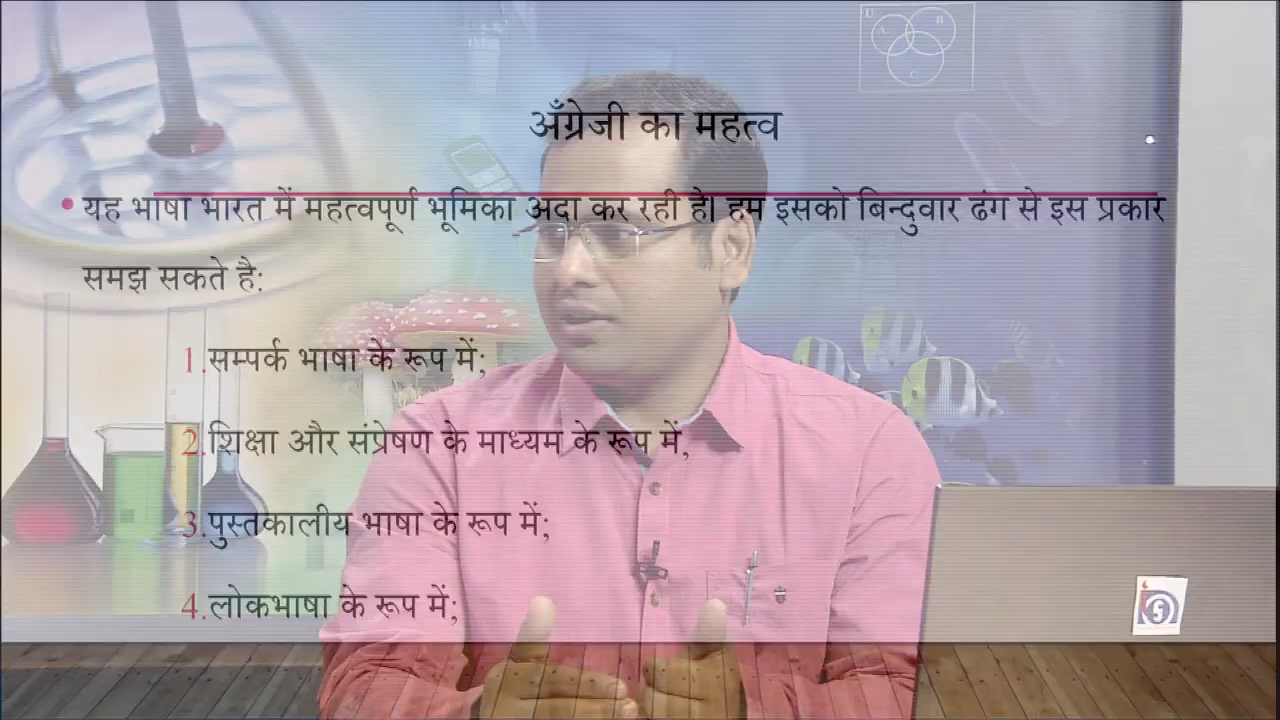 अँग्रेजी का महत्व
• यह भाषा भारत में महत्वपूर्ण भूमिका अदा कर रही है। हम इसको बिन्दुवार ढंग से इस प्रकार
समझ सकते है:
1.सम्पर्क भाषा के रूप में;
2.शिक्षा और संप्रेषण के माध्यम के रूप में,
3.पुस्तकालीय भाषा के रूप में;
4.लोकभाषा के रूप में;